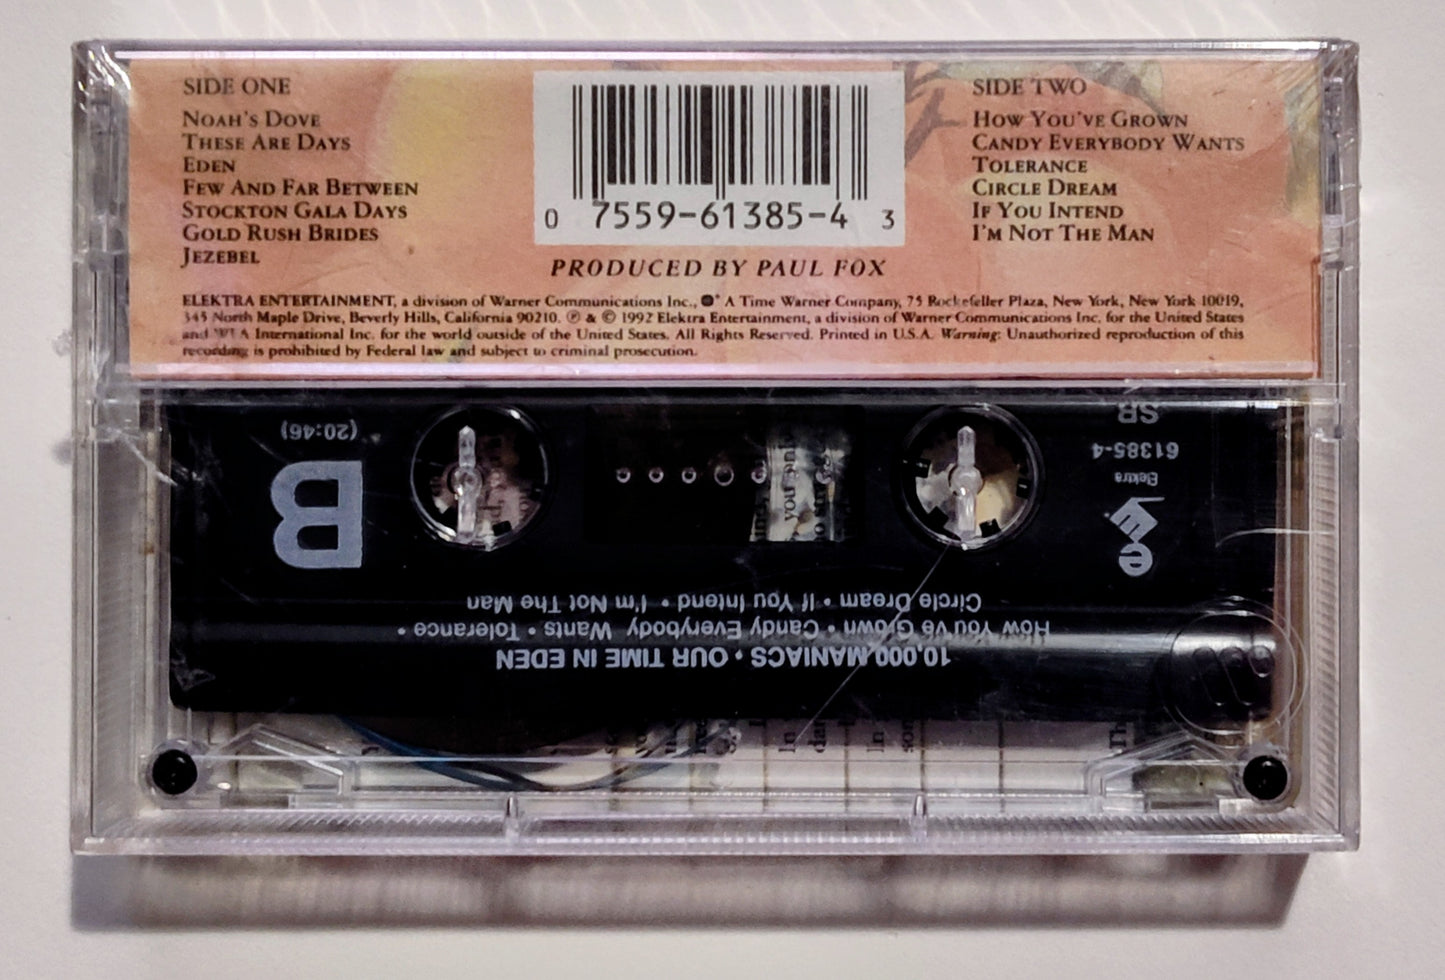 SIDE ONE
NOAH'S DOVE
THESE ARE DAYS
EDEN
FEW AND FAR BETWEEN
STOCKTON GALA DAYS
GOLD RUSH BRIDES
JEZEBEL
0 7559-61385-4 3
PRODUCED BY PAUL FOX
SIDE TWO
HOW YOU'VE GROWN
CANDY EVERYBODY WANTS
TOLERANCE
CIRCLE DREAM
IF YOU INTEND
I'M NOT THE MAN
ELEKTRA ENTERTAINMENT, a division of Warner Communications Inc., A Time Warner Company, 75 Rockefeller Plaza, New York, New York 10019,
345 North Maple Drive, Beverly Hills, California 90210. ℗ & © 1992 Elektra Entertainment, a division of Warner Communications Inc. for the United States
and WEA International Inc. for the world outside of the United States. All Rights Reserved. Printed in U.S.A. Warning: Unauthorized reproduction of this
recording is prohibited by Federal law and subject to criminal prosecution.
10,000 MANIACS • OUR TIME IN EDEN
How You've Grown • Candy Everybody Wants • Tolerance •
Circle Dream • If You Intend • I'm Not The Man
Elektra
61385-4
SR
B
(20:46)